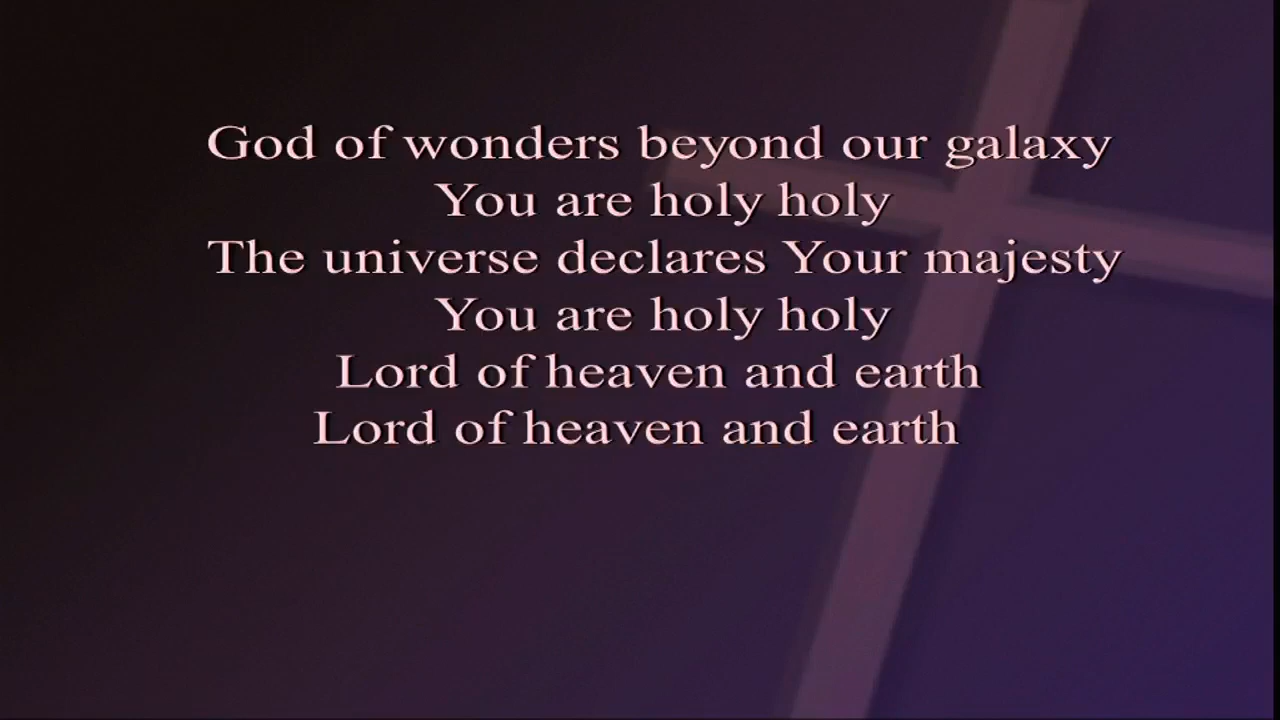 God of wonders beyond our galaxy
You are holy holy
The universe declares Your majesty
You are holy holy
Lord of heaven and earth
Lord of heaven and earth